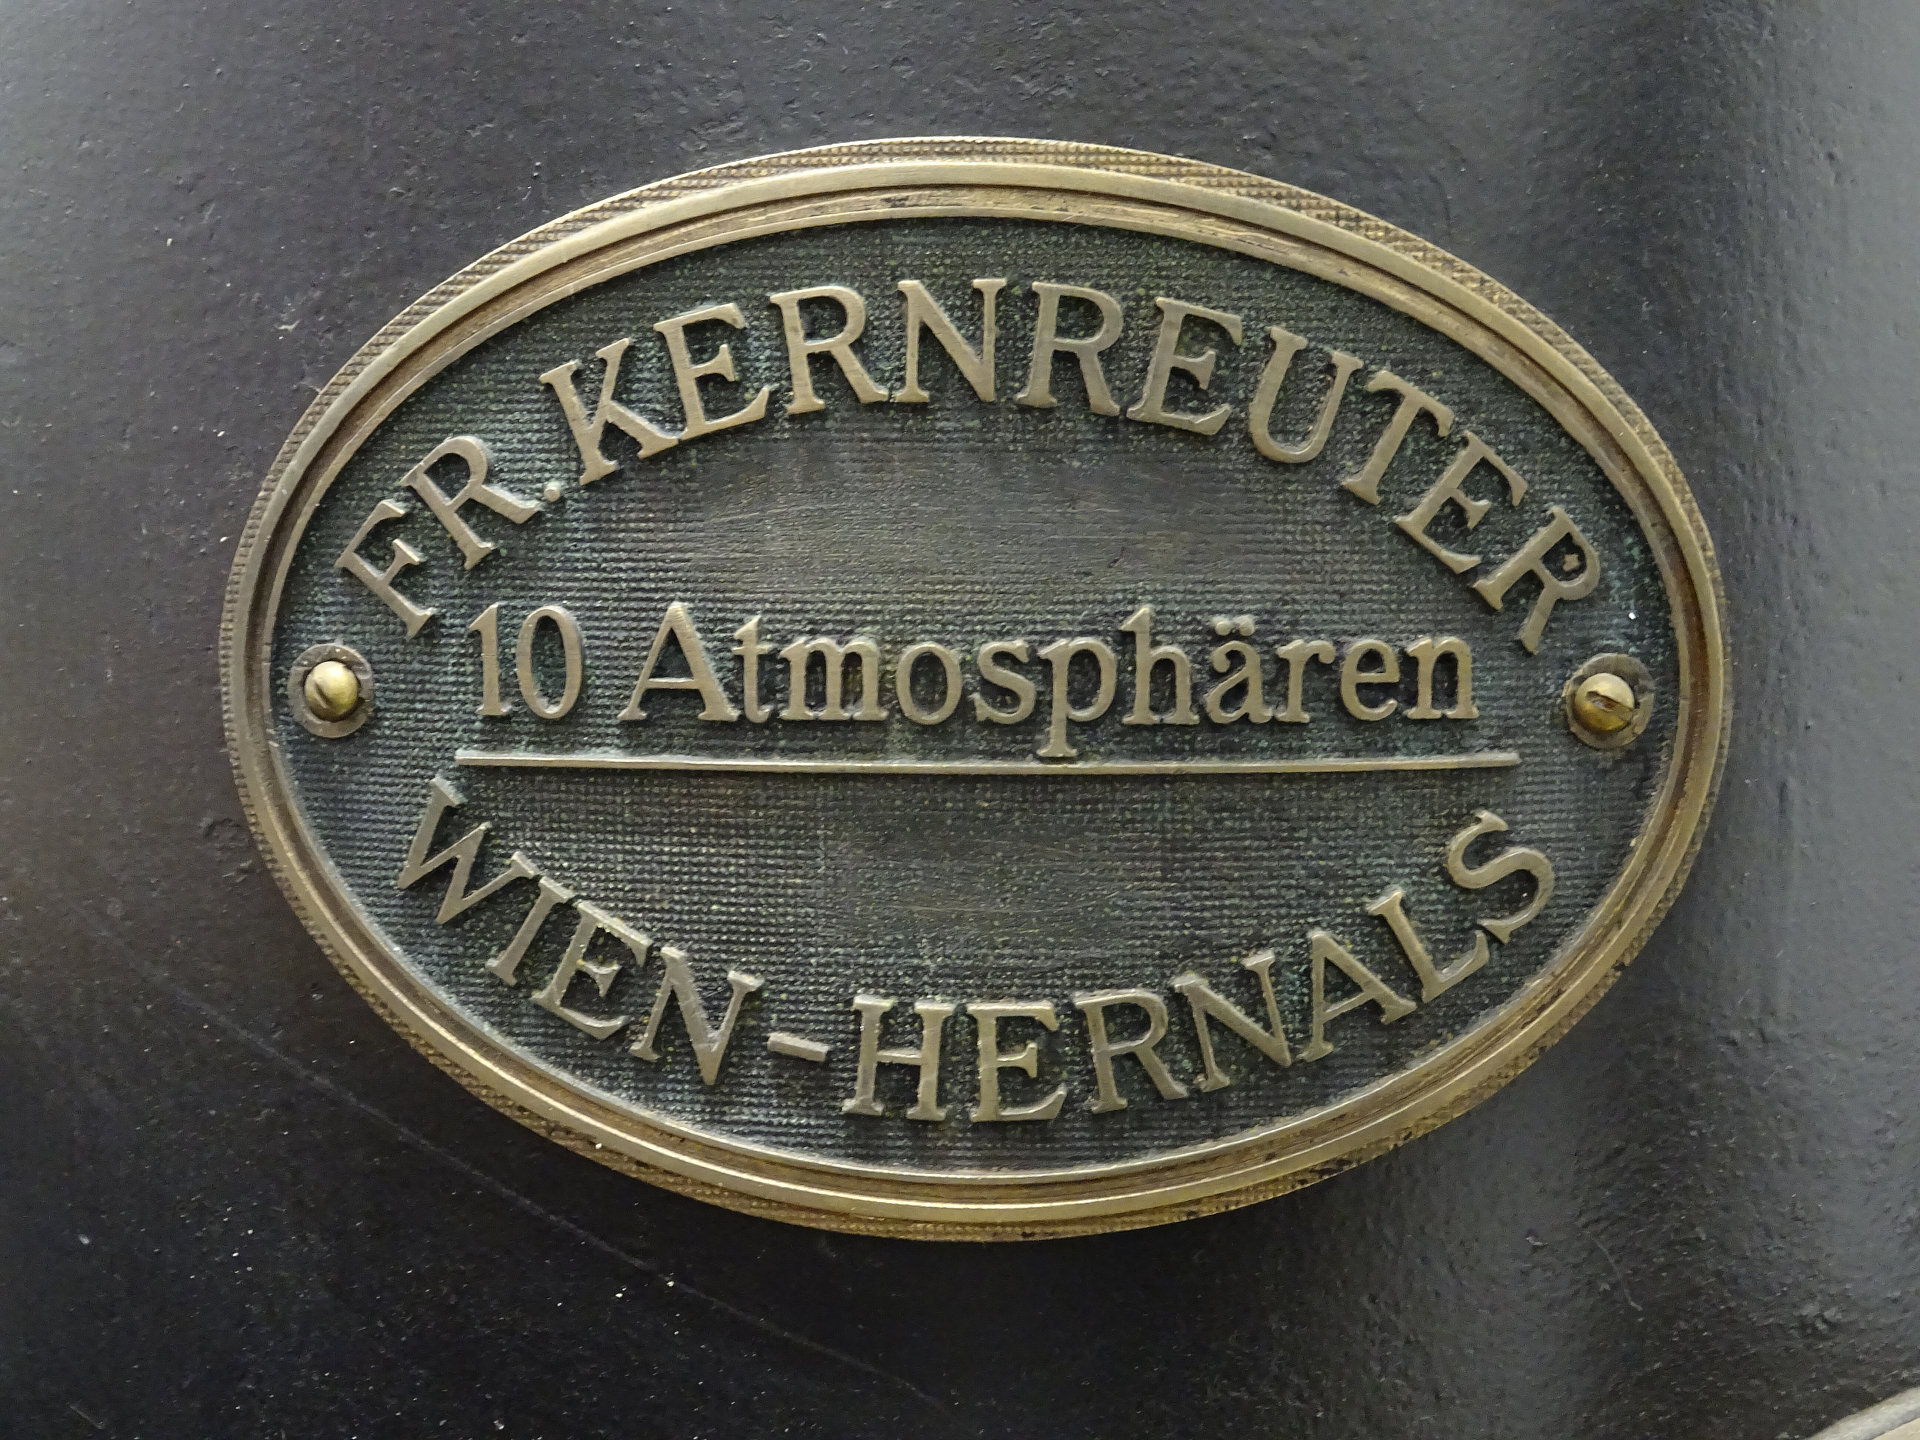 FR. KERNREUTER
10 Atmosphären
WIEN-HERNALS